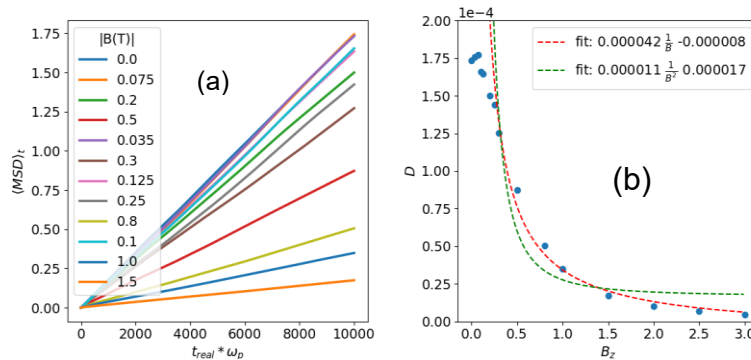 1e−4
|B(T)|
0.0
0.075
0.2
0.5
0.035
0.3
0.125
0.25
0.8
0.1
1.0
1.5
(a)
1.75
1.50
1.25
1.00
0.75
0.50
0.25
0.00
⟨MSD⟩t
0 2000 4000 6000 8000 10000
t_real * ω_p
fit: 0.000042 1/B -0.000008
fit: 0.000011 1/B² 0.000017
(b)
2.00
1.75
1.50
1.25
1.00
0.75
0.50
0.25
0.00
D
0.0 0.5 1.0 1.5 2.0 2.5 3.0
B_z